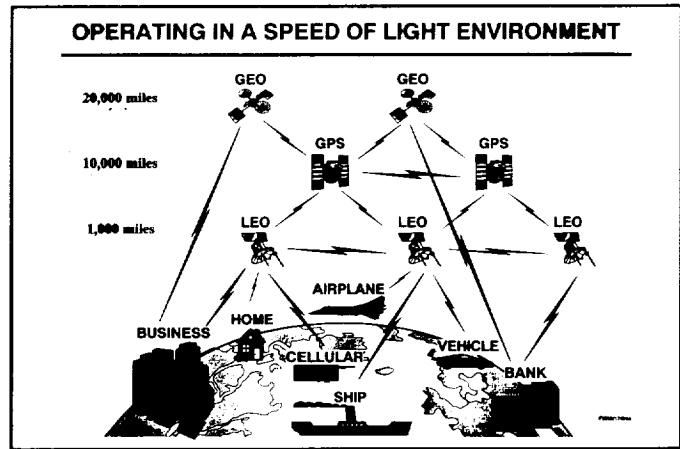 OPERATING IN A SPEED OF LIGHT ENVIRONMENT
GEO GEO
20,000 miles
GPS GPS
10,000 miles
LEO LEO LEO
1,000 miles
AIRPLANE
HOME
BUSINESS
VEHICLE
CELLULAR
BANK
SHIP